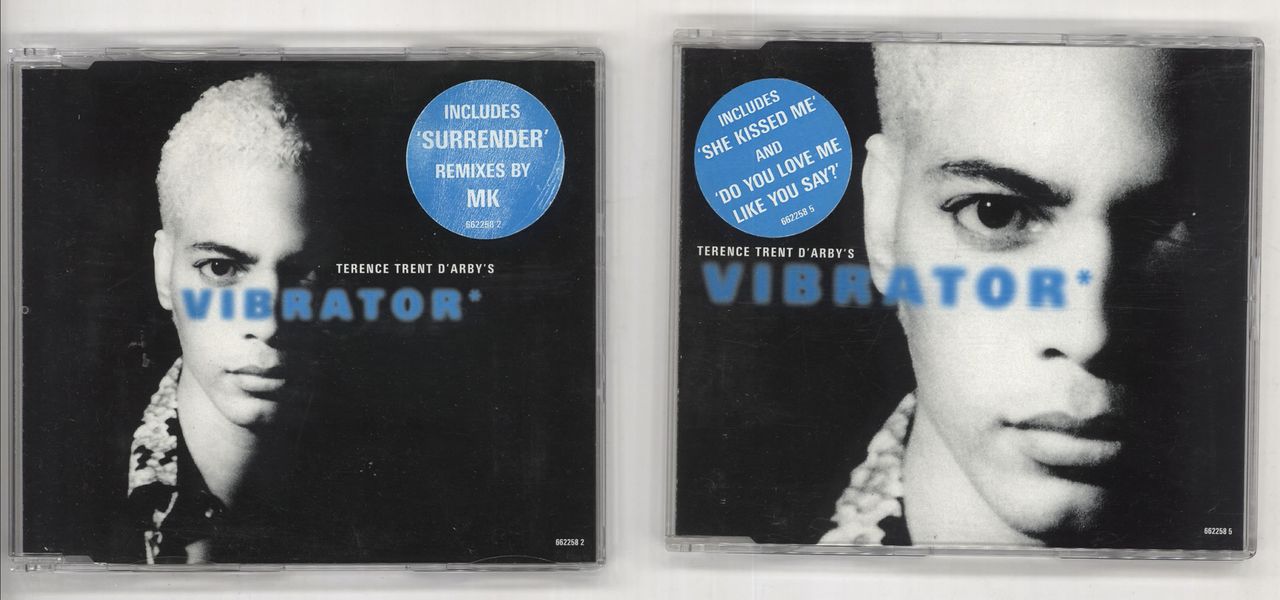 INCLUDES
'SURRENDER'
REMIXES BY
MK
662258 2
TERENCE TRENT D'ARBY'S
VIBRATOR*
662258 2
INCLUDES
'SHE KISSED ME'
AND
'DO YOU LOVE ME
LIKE YOU SAY?'
662258 5
TERENCE TRENT D'ARBY'S
VIBRATOR*
662258 5